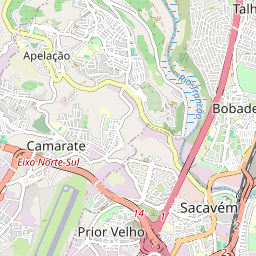 Talh
Apelação
Rio Trancão
Bobade
Camarate
Eixo Norte-Sul
14
Sacavém
Prior Velho